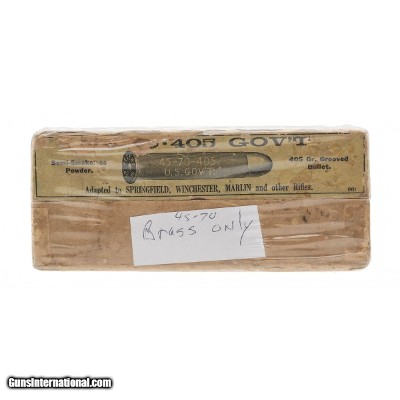 ·405 GOV'T
Semi-Smokeless
Powder.
45-70-405
U.S. GOV'T
405 Gr. Grooved
Bullet.
Adapted to SPRINGFIELD, WINCHESTER, MARLIN and other Rifles.
45-70
Brass only
GunsInternational.com